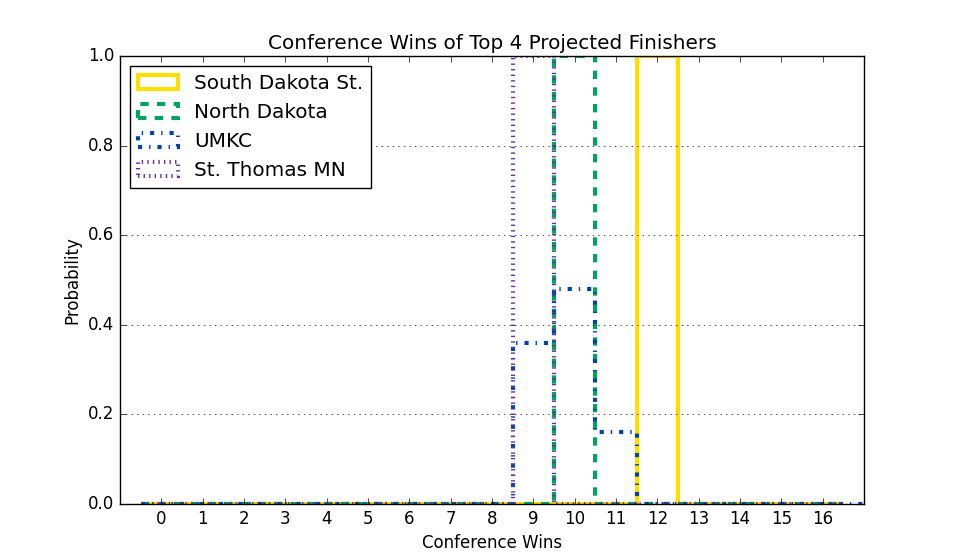 Conference Wins of Top 4 Projected Finishers
1.0
0.8
0.6
0.4
0.2
0.0
Probability
South Dakota St.
North Dakota
UMKC
St. Thomas MN
0 1 2 3 4 5 6 7 8 9 10 11 12 13 14 15 16
Conference Wins